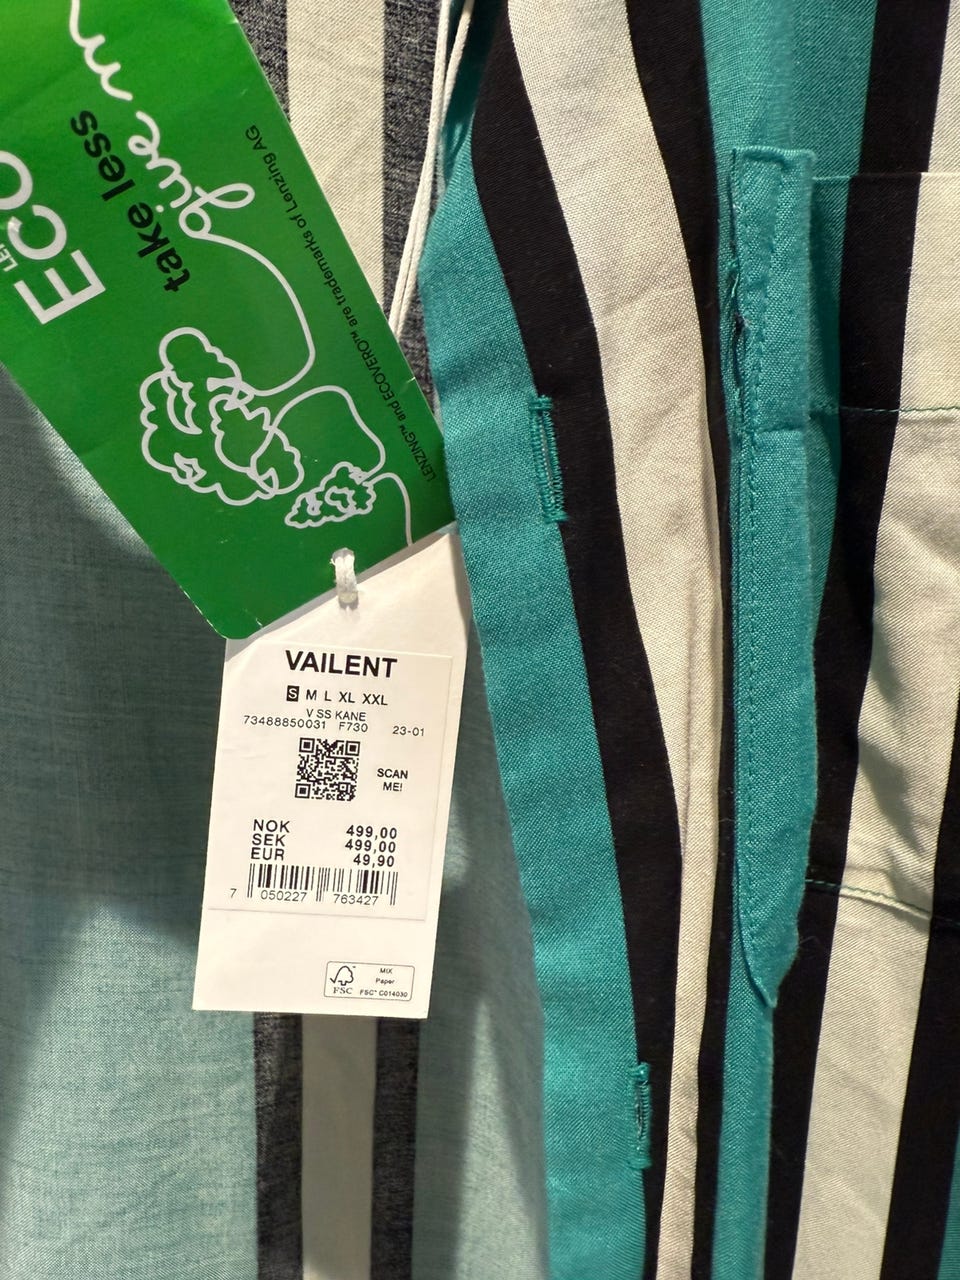 ECO
LE
take less
give m
LENZING™ and ECOVERO™ are trademarks of Lenzing AG
VAILENT
S M L XL XXL
V SS KANE
73488850031 F730 23-01
SCAN
ME!
NOK 499,00
SEK 499,00
EUR 49,90
7 050227 763427
FSC
MIX
Paper
FSC™ C014030